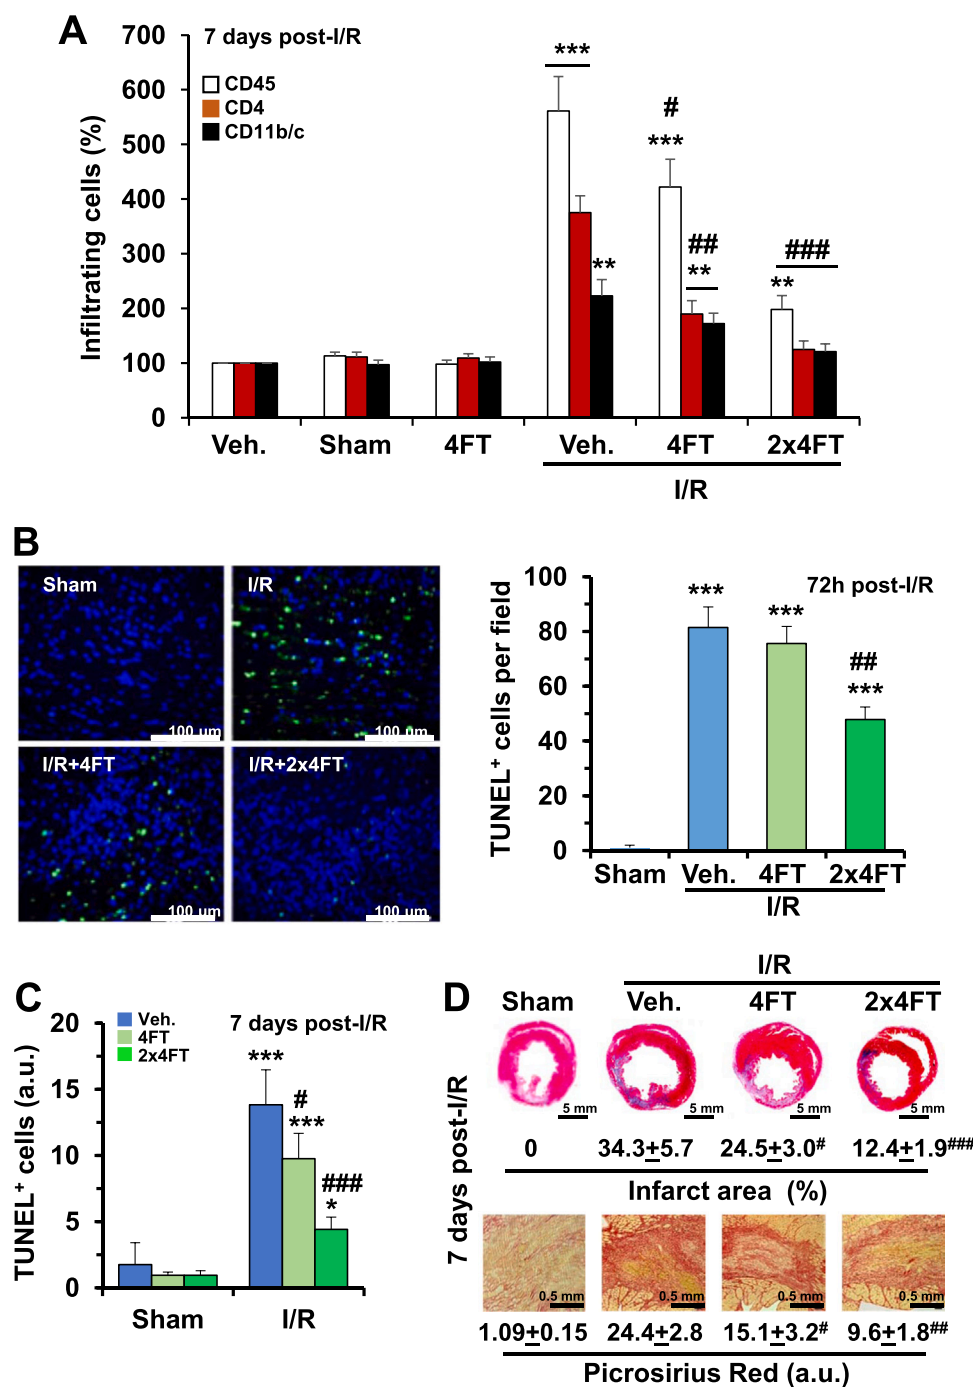 A
7 days post-I/R
CD45
CD4
CD11b/c
Infiltrating cells (%)
700
600
500
400
300
200
100
0
***
**
#
***
##
**
###
**
Veh.
Sham
4FT
Veh.
4FT
2x4FT
I/R
B
Sham
I/R
100 µm
100 µm
I/R+4FT
I/R+2x4FT
100 µm
100 µm
TUNEL+ cells per field
100
80
60
40
20
0
72h post-I/R
***
***
##
***
Sham
Veh.
4FT
2x4FT
I/R
C
Veh.
4FT
2x4FT
7 days post-I/R
TUNEL+ cells (a.u.)
20
15
10
5
0
***
#
***
###
*
Sham
I/R
D
I/R
Sham
Veh.
4FT
2x4FT
7 days post-I/R
5 mm
5 mm
5 mm
0
34.3±5.7
24.5±3.0#
12.4±1.9###
Infarct area (%)
0.5 mm
0.5 mm
0.5 mm
1.09±0.15
24.4±2.8
15.1±3.2#
9.6±1.8##
Picrosirius Red (a.u.)